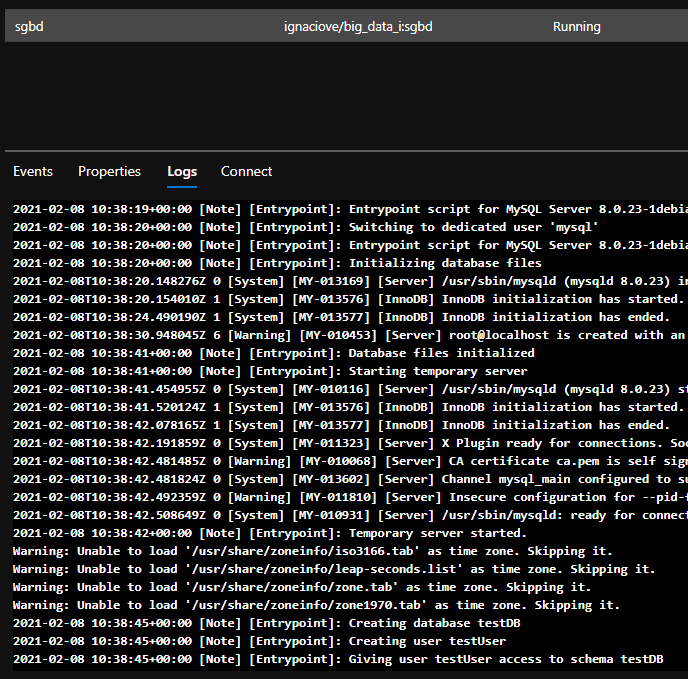 sgbd ignaciove/big_data_i:sgbd Running
Events Properties Logs Connect
2021-02-08 10:38:19+00:00 [Note] [Entrypoint]: Entrypoint script for MySQL Server 8.0.23-1debia
2021-02-08 10:38:20+00:00 [Note] [Entrypoint]: Switching to dedicated user 'mysql'
2021-02-08 10:38:20+00:00 [Note] [Entrypoint]: Entrypoint script for MySQL Server 8.0.23-1debia
2021-02-08 10:38:20+00:00 [Note] [Entrypoint]: Initializing database files
2021-02-08T10:38:20.148276Z 0 [System] [MY-013169] [Server] /usr/sbin/mysqld (mysqld 8.0.23) in
2021-02-08T10:38:20.154010Z 1 [System] [MY-013576] [InnoDB] InnoDB initialization has started.
2021-02-08T10:38:24.490190Z 1 [System] [MY-013577] [InnoDB] InnoDB initialization has ended.
2021-02-08T10:38:30.948045Z 6 [Warning] [MY-010453] [Server] root@localhost is created with an
2021-02-08 10:38:41+00:00 [Note] [Entrypoint]: Database files initialized
2021-02-08 10:38:41+00:00 [Note] [Entrypoint]: Starting temporary server
2021-02-08T10:38:41.454955Z 0 [System] [MY-010116] [Server] /usr/sbin/mysqld (mysqld 8.0.23) st
2021-02-08T10:38:41.520124Z 1 [System] [MY-013576] [InnoDB] InnoDB initialization has started.
2021-02-08T10:38:42.078165Z 1 [System] [MY-013577] [InnoDB] InnoDB initialization has ended.
2021-02-08T10:38:42.191859Z 0 [System] [MY-011323] [Server] X Plugin ready for connections. Soc
2021-02-08T10:38:42.481485Z 0 [Warning] [MY-010068] [Server] CA certificate ca.pem is self sign
2021-02-08T10:38:42.481824Z 0 [System] [MY-013602] [Server] Channel mysql_main configured to su
2021-02-08T10:38:42.492359Z 0 [Warning] [MY-011810] [Server] Insecure configuration for --pid-f
2021-02-08T10:38:42.508649Z 0 [System] [MY-010931] [Server] /usr/sbin/mysqld: ready for connect
2021-02-08 10:38:42+00:00 [Note] [Entrypoint]: Temporary server started.
Warning: Unable to load '/usr/share/zoneinfo/iso3166.tab' as time zone. Skipping it.
Warning: Unable to load '/usr/share/zoneinfo/leap-seconds.list' as time zone. Skipping it.
Warning: Unable to load '/usr/share/zoneinfo/zone.tab' as time zone. Skipping it.
Warning: Unable to load '/usr/share/zoneinfo/zone1970.tab' as time zone. Skipping it.
2021-02-08 10:38:45+00:00 [Note] [Entrypoint]: Creating database testDB
2021-02-08 10:38:45+00:00 [Note] [Entrypoint]: Creating user testUser
2021-02-08 10:38:45+00:00 [Note] [Entrypoint]: Giving user testUser access to schema testDB